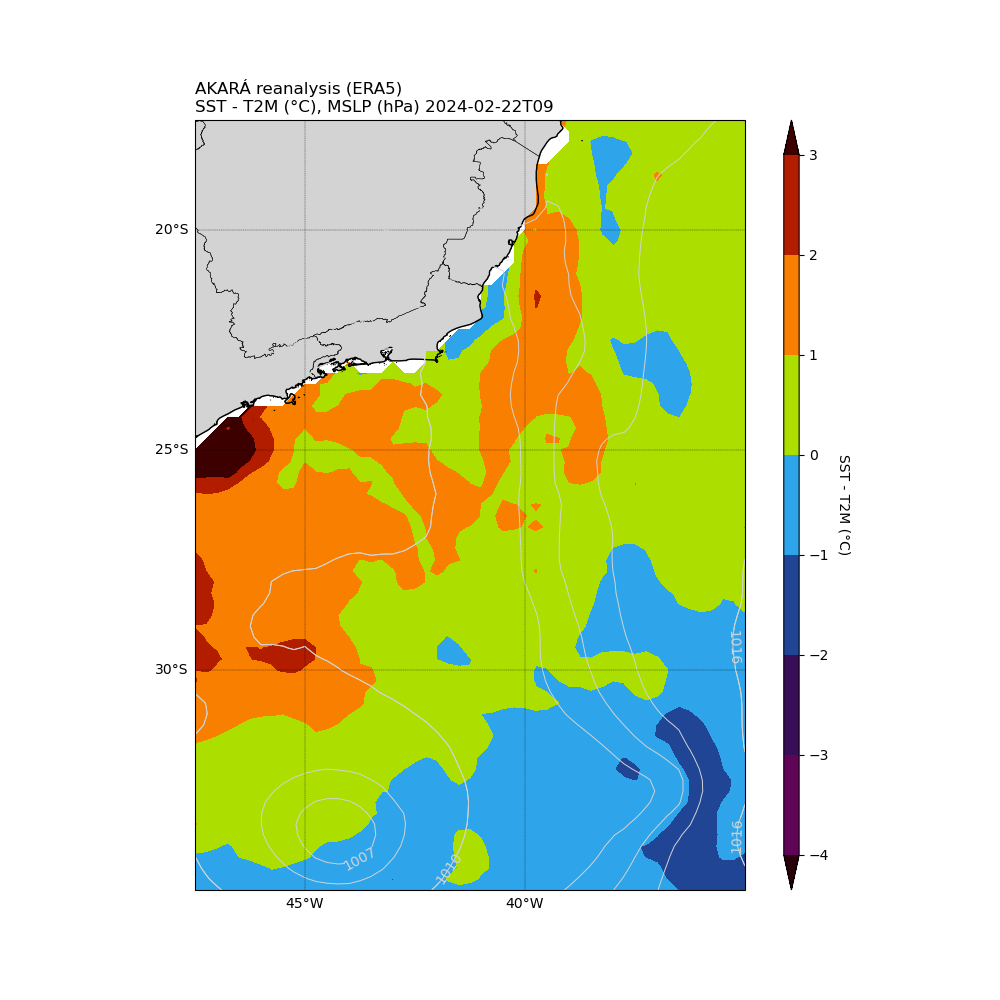 AKARÁ reanalysis (ERA5)
SST - T2M (°C), MSLP (hPa) 2024-02-22T09
20°S
25°S
30°S
45°W
40°W
1007
1010
1016
1016
3
2
1
0
−1
−2
−3
−4
SST - T2M (°C)